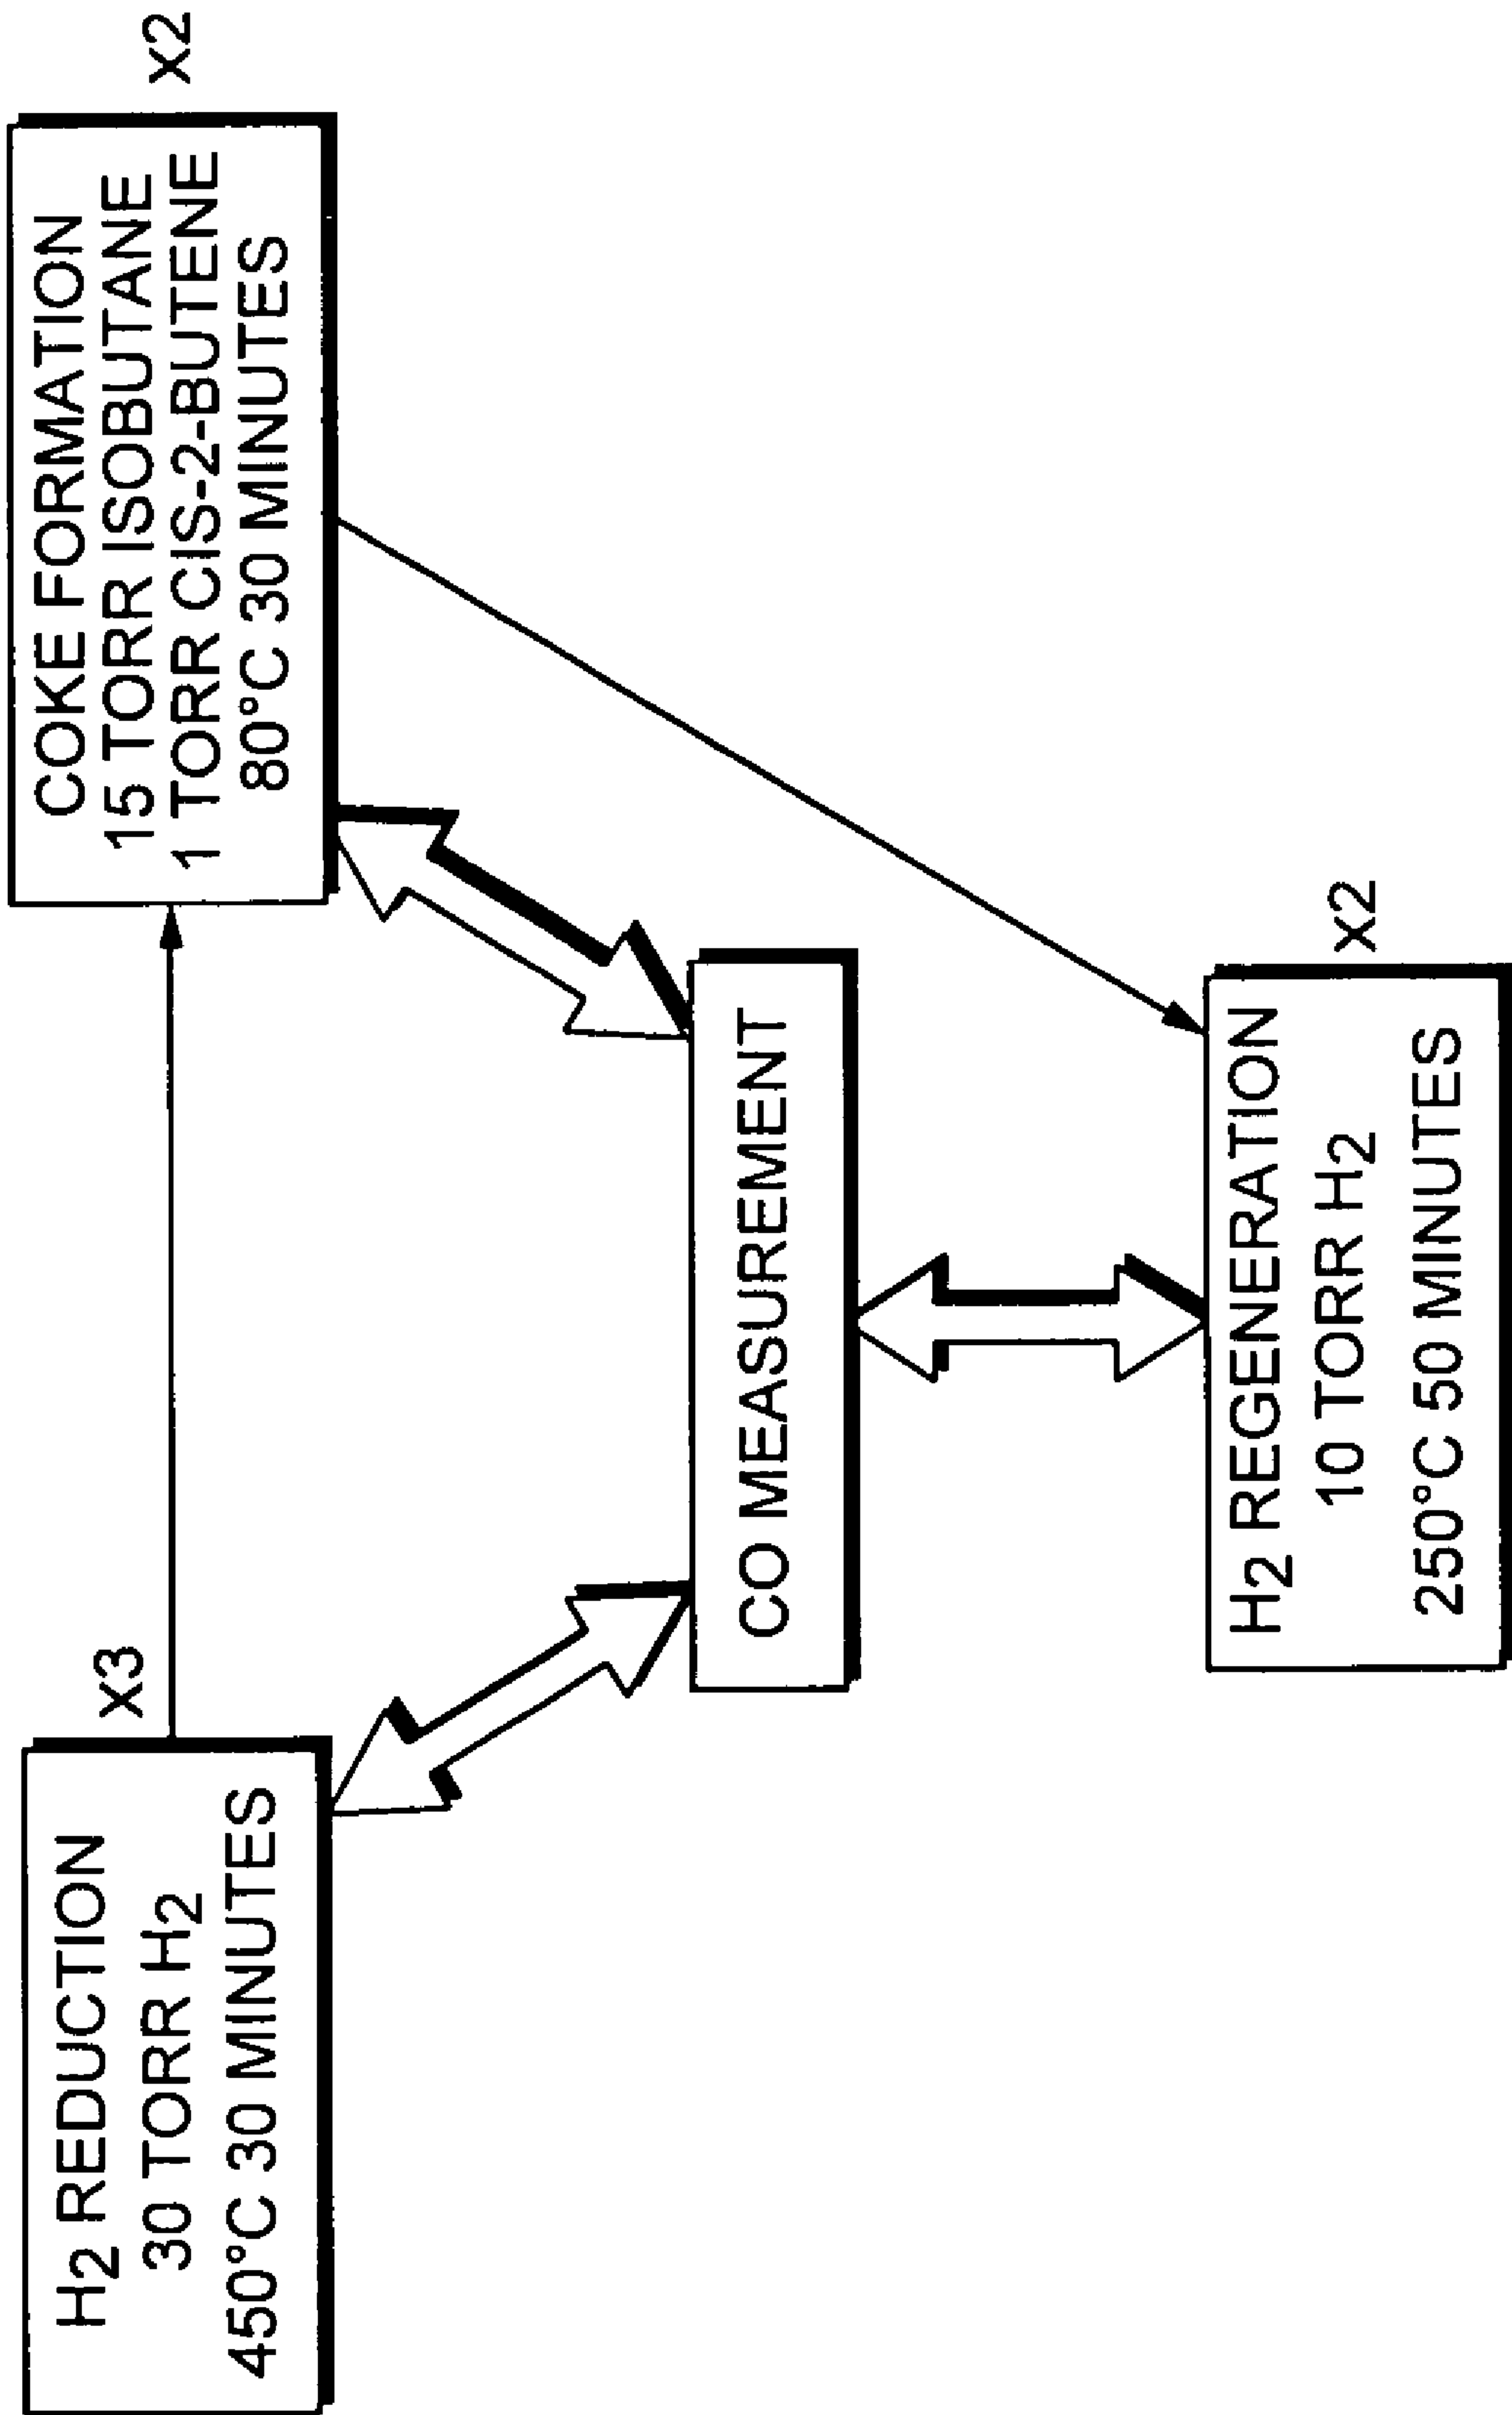 H2 REDUCTION
30 TORR H2
450°C 30 MINUTES
x3
COKE FORMATION
15 TORR ISOBUTANE
1 TORR CIS-2-BUTENE
80°C 30 MINUTES
x2
CO MEASUREMENT
H2 REGENERATION
10 TORR H2
250°C 50 MINUTES
x2